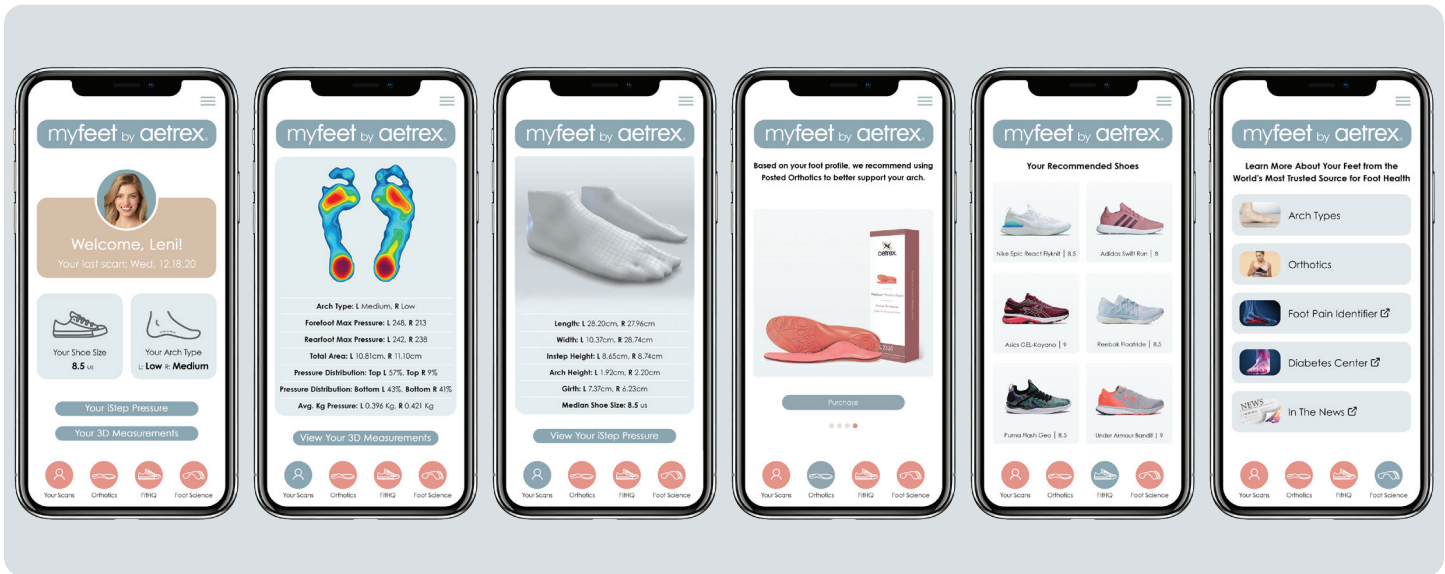 myfeet by aetrex.
Welcome, Leni!
Your last scan: Wed, 12.18.20
Your Shoe Size
8.5 us
Your Arch Type
L: Low R: Medium
Your iStep Pressure
Your 3D Measurements
Your Scans
Orthotics
FitHQ
Foot Science
myfeet by aetrex.
Arch Type: L Medium, R Low
Forefoot Max Pressure: L 248, R 213
Rearfoot Max Pressure: L 242, R 238
Total Area: L 10.81cm, R 11.10cm
Pressure Distribution: Top L 57%, Top R 9%
Pressure Distribution: Bottom L 43%, Bottom R 41%
Avg. Kg Pressure: L 0.396 Kg, R 0.421 Kg
View Your 3D Measurements
Your Scans
Orthotics
FitHQ
Foot Science
myfeet by aetrex.
Length: L 28.20cm, R 27.96cm
Width: L 10.37cm, R 28.74cm
Instep Height: L 8.65cm, R 8.74cm
Arch Height: L 1.92cm, R 2.20cm
Girth: L 7.37cm, R 6.23cm
Median Shoe Size: 8.5 us
View Your iStep Pressure
Your Scans
Orthotics
FitHQ
Foot Science
myfeet by aetrex.
Based on your foot profile, we recommend using
Posted Orthotics to better support your arch.
aetrex
Purchase
Your Scans
Orthotics
FitHQ
Foot Science
myfeet by aetrex.
Your Recommended Shoes
Nike Epic React Flyknit | 8.5
Adidas Swift Run | 8
Asics GEL-Kayano | 9
Reebok Floatride | 8.5
Puma Flash Geo | 8.5
Under Armour Bandit | 9
Your Scans
Orthotics
FitHQ
Foot Science
myfeet by aetrex.
Learn More About Your Feet from the
World's Most Trusted Source for Foot Health
Arch Types
Orthotics
Foot Pain Identifier
Diabetes Center
NEWS
In The News
Your Scans
Orthotics
FitHQ
Foot Science